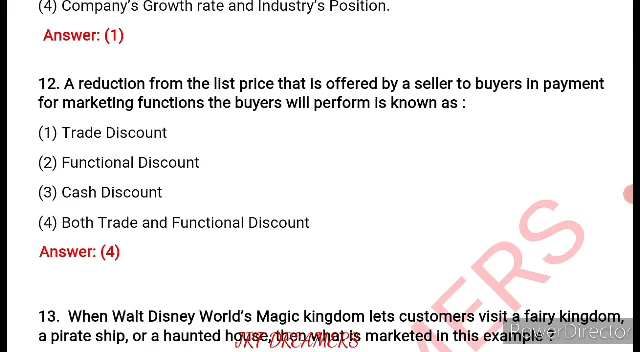 (4) Company's Growth rate and Industry's Position.
Answer: (1)
12. A reduction from the list price that is offered by a seller to buyers in payment
for marketing functions the buyers will perform is known as :
(1) Trade Discount
(2) Functional Discount
(3) Cash Discount
(4) Both Trade and Functional Discount
Answer: (4)
MERS
13. When Walt Disney World's Magic kingdom lets customers visit a fairy kingdom,
PowerDirector
a pirate ship, or a haunted house, then what is marketed in this example ?
JRF DREAMERS